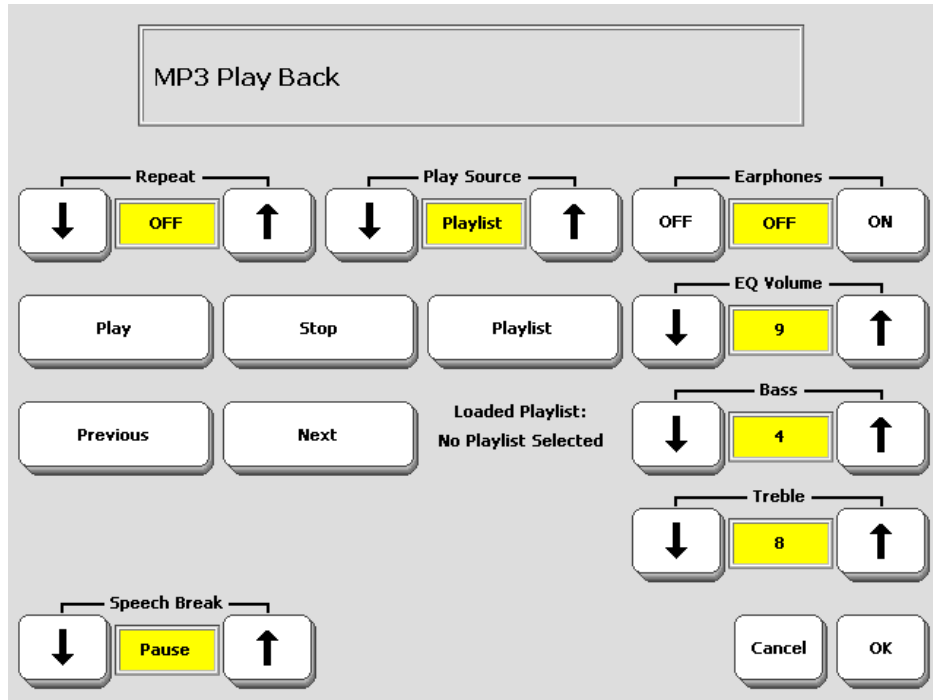 MP3 Play Back
Repeat
Play Source
Earphones
OFF
Playlist
OFF
OFF
ON
EQ Volume
Play
Stop
Playlist
9
Bass
Previous
Next
Loaded Playlist:
No Playlist Selected
4
Treble
8
Speech Break
Pause
Cancel
OK